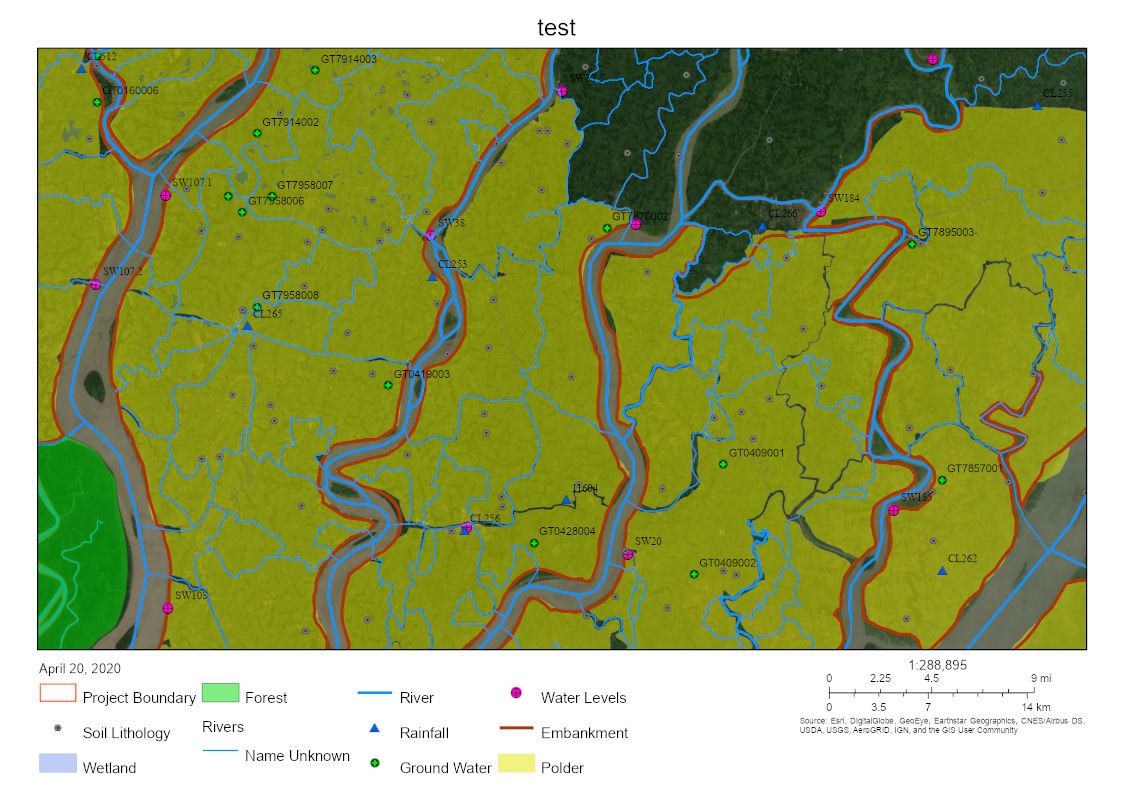 test
CL512
GT7914003
SW
GT0160006
CL255
GT7914002
SW107.1
GT7958007
GT7958006
SW184
CL266
GT7876002
SW38
GT7895003
CL253
SW107.2
GT7958008
CL265
GT0419003
GT0409001
GT7857001
J1604
SW185
CL256
GT0428004
SW20
GT0409002
CL262
SW108
April 20, 2020
1:288,895
0 2.25 4.5 9 mi
0 3.5 7 14 km
Project Boundary
Forest
River
Water Levels
Soil Lithology
Rivers
Rainfall
Embankment
Name Unknown
Wetland
Ground Water
Polder
Source: Esri, DigitalGlobe, GeoEye, Earthstar Geographics, CNES/Airbus DS,
USDA, USGS, AeroGRID, IGN, and the GIS User Community